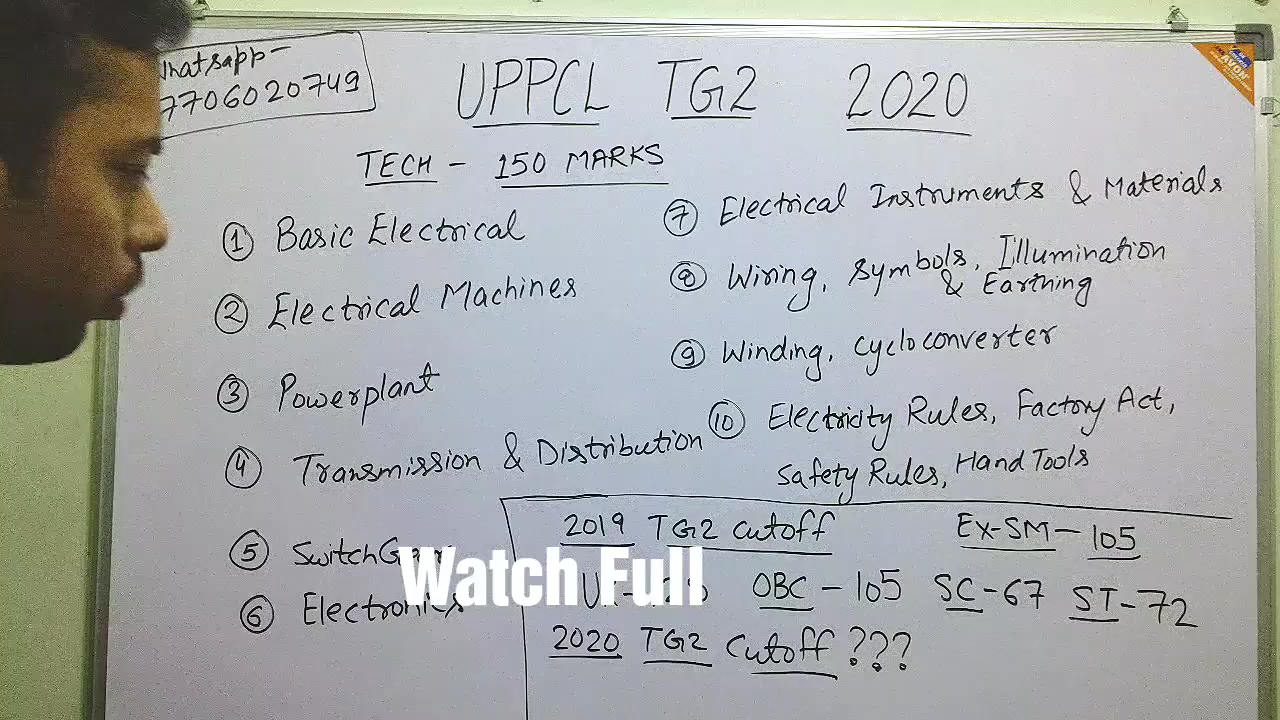 Whatsapp-
7706020749
UPPCL TG2 2020
TECH - 150 MARKS
① Basic Electrical
② Electrical Machines
③ Powerplant
④ Transmission & Distribution
⑤ SwitchGear
⑥ Electronics
⑦ Electrical Instruments & Materials
⑧ Wiring, Symbols, Illumination
& Earthing
⑨ Winding, Cycloconverter
⑩ Electricity Rules, Factory Act,
Safety Rules, Hand Tools
2019 TG2 Cutoff EX-SM- 105
OBC - 105 SC-67 ST-72
2020 TG2 Cutoff ???
Watch Full
AVON